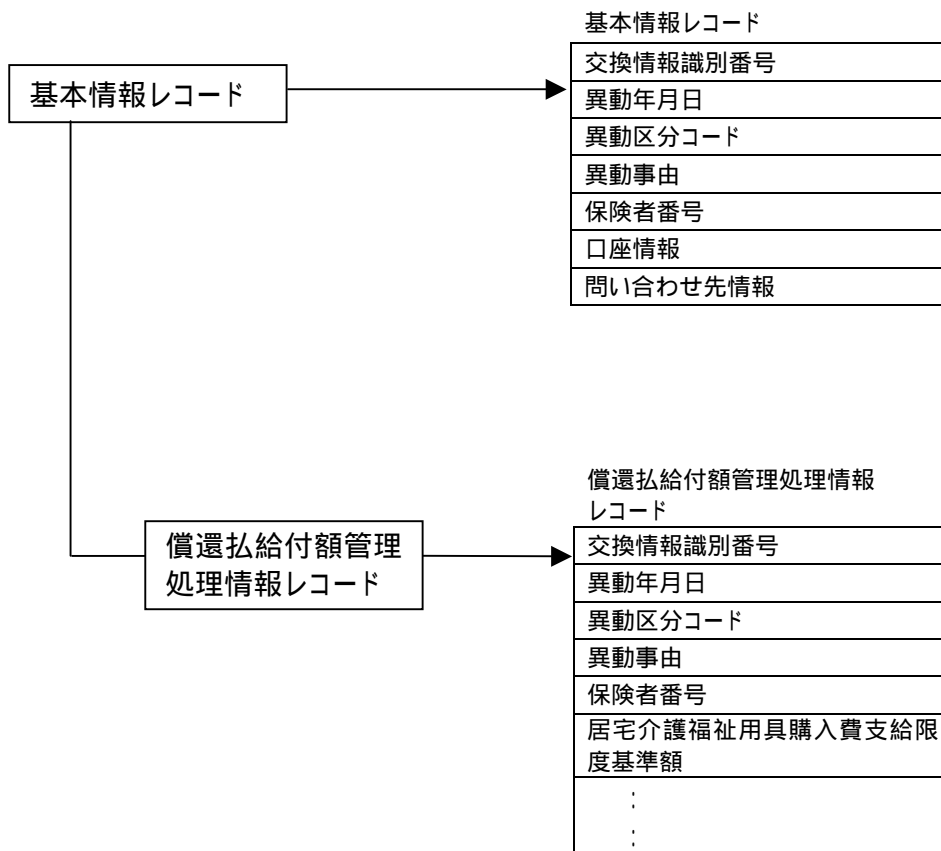 基本情報レコード
基本情報レコード
交換情報識別番号
異動年月日
異動区分コード
異動事由
保険者番号
口座情報
問い合わせ先情報
償還払給付額管理
処理情報レコード
償還払給付額管理処理情報
レコード
交換情報識別番号
異動年月日
異動区分コード
異動事由
保険者番号
居宅介護福祉用具購入費支給限
度基準額
:
: